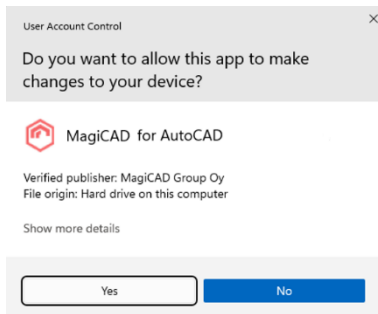 User Account Control
Do you want to allow this app to make
changes to your device?
MagiCAD for AutoCAD
Verified publisher: MagiCAD Group Oy
File origin: Hard drive on this computer
Show more details
Yes No